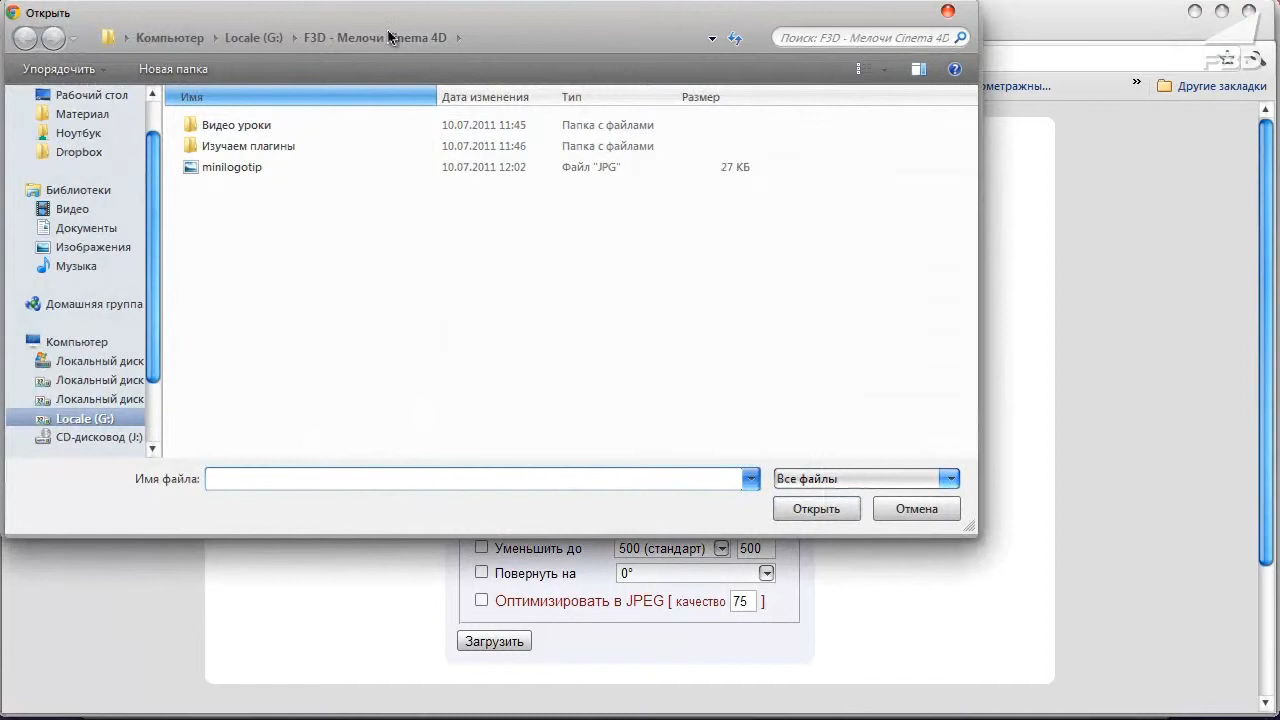 Открыть
Компьютер Locale (G:) F3D - Мелочи Cinema 4D
Поиск: F3D - Мелочи Cinema 4D
Упорядочить Новая папка
Имя Дата изменения Тип Размер
Видео уроки 10.07.2011 11:45 Папка с файлами
Изучаем плагины 10.07.2011 11:46 Папка с файлами
minilogotip 10.07.2011 12:02 Файл "JPG" 27 КБ
Рабочий стол
Материал
Ноутбук
Dropbox
Библиотеки
Видео
Документы
Изображения
Музыка
Домашняя группа
Компьютер
Локальный диск
Локальный диск
Локальный диск
Locale (G:)
CD-дисковод (J:)
Имя файла: Все файлы
Открыть Отмена
ометражны... » Другие закладки
F3D
Уменьшить до 500 (стандарт) 500
Повернуть на 0°
Оптимизировать в JPEG [ качество 75 ]
Загрузить